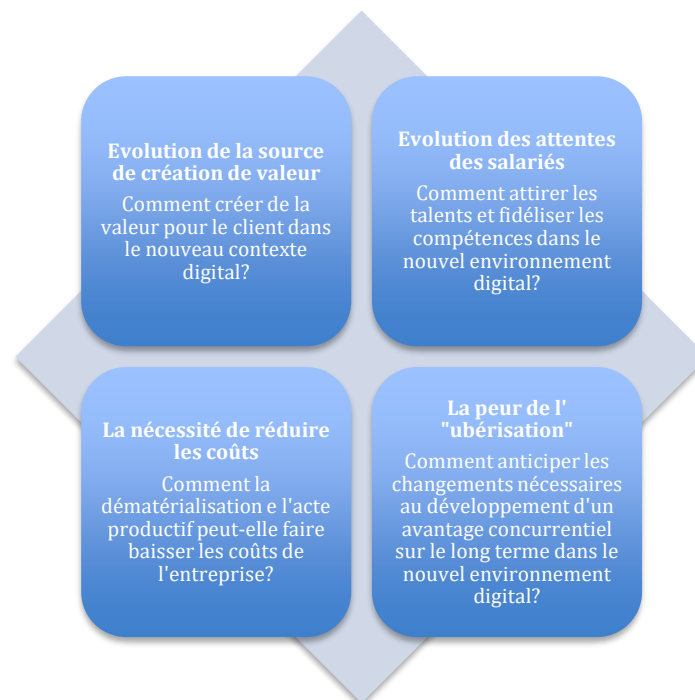 Evolution de la source
de création de valeur
Comment créer de la
valeur pour le client dans
le nouveau contexte
digital?
Evolution des attentes
des salariés
Comment attirer les
talents et fidéliser les
compétences dans le
nouvel environnement
digital?
La nécessité de réduire
les coûts
Comment la
dématérialisation e l'acte
productif peut-elle faire
baisser les coûts de
l'entreprise?
La peur de l'
"ubérisation"
Comment anticiper les
changements nécessaires
au développement d'un
avantage concurrentiel
sur le long terme dans le
nouvel environnement
digital?